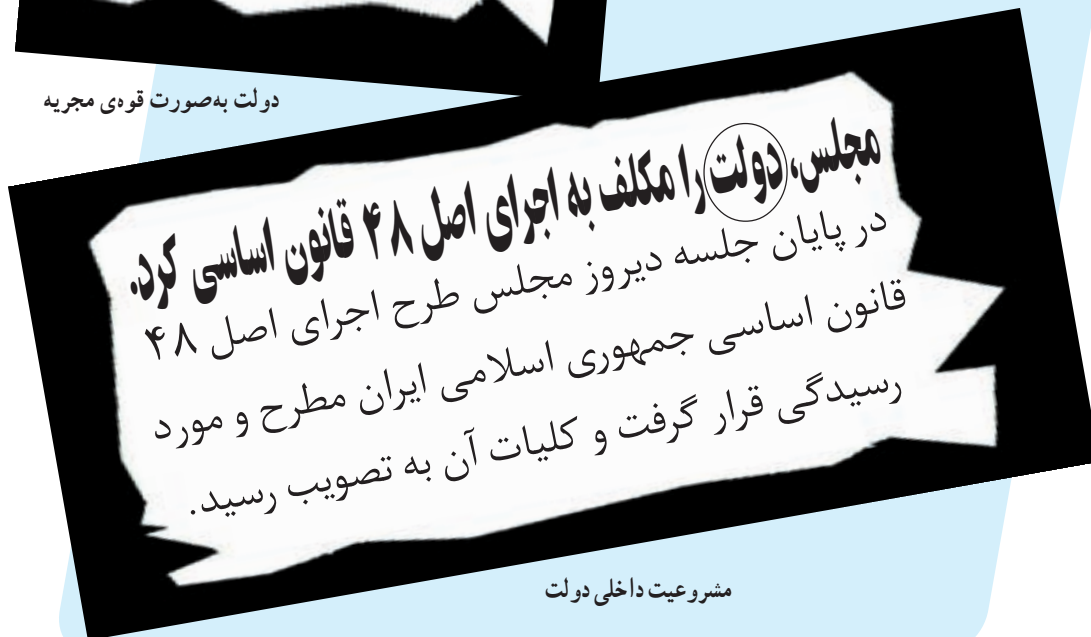 دولت به‌صورت قوه‌ی مجریه
مجلس، دولت را مکلف به اجرای اصل ۴۸ قانون اساسی کرد.
در پایان جلسه دیروز مجلس طرح اجرای اصل ۴۸
قانون اساسی جمهوری اسلامی ایران مطرح و مورد
رسیدگی قرار گرفت و کلیات آن به تصویب رسید.
مشروعیت داخلی دولت